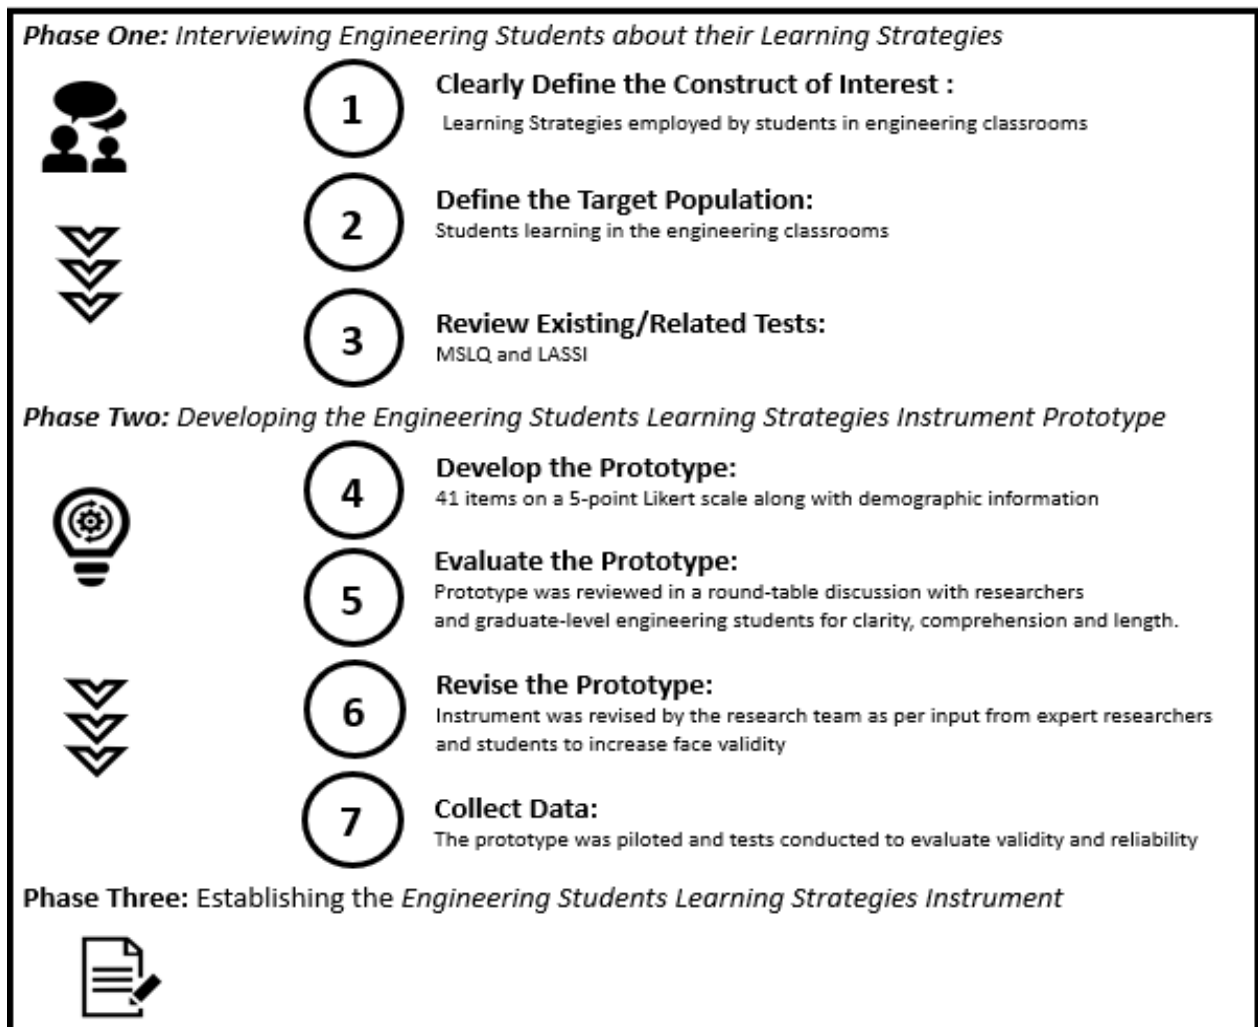 Phase One: Interviewing Engineering Students about their Learning Strategies
1
Clearly Define the Construct of Interest :
Learning Strategies employed by students in engineering classrooms
2
Define the Target Population:
Students learning in the engineering classrooms
3
Review Existing/Related Tests:
MSLQ and LASSI
Phase Two: Developing the Engineering Students Learning Strategies Instrument Prototype
4
Develop the Prototype:
41 items on a 5-point Likert scale along with demographic information
5
Evaluate the Prototype:
Prototype was reviewed in a round-table discussion with researchers
and graduate-level engineering students for clarity, comprehension and length.
6
Revise the Prototype:
Instrument was revised by the research team as per input from expert researchers
and students to increase face validity
7
Collect Data:
The prototype was piloted and tests conducted to evaluate validity and reliability
Phase Three: Establishing the Engineering Students Learning Strategies Instrument